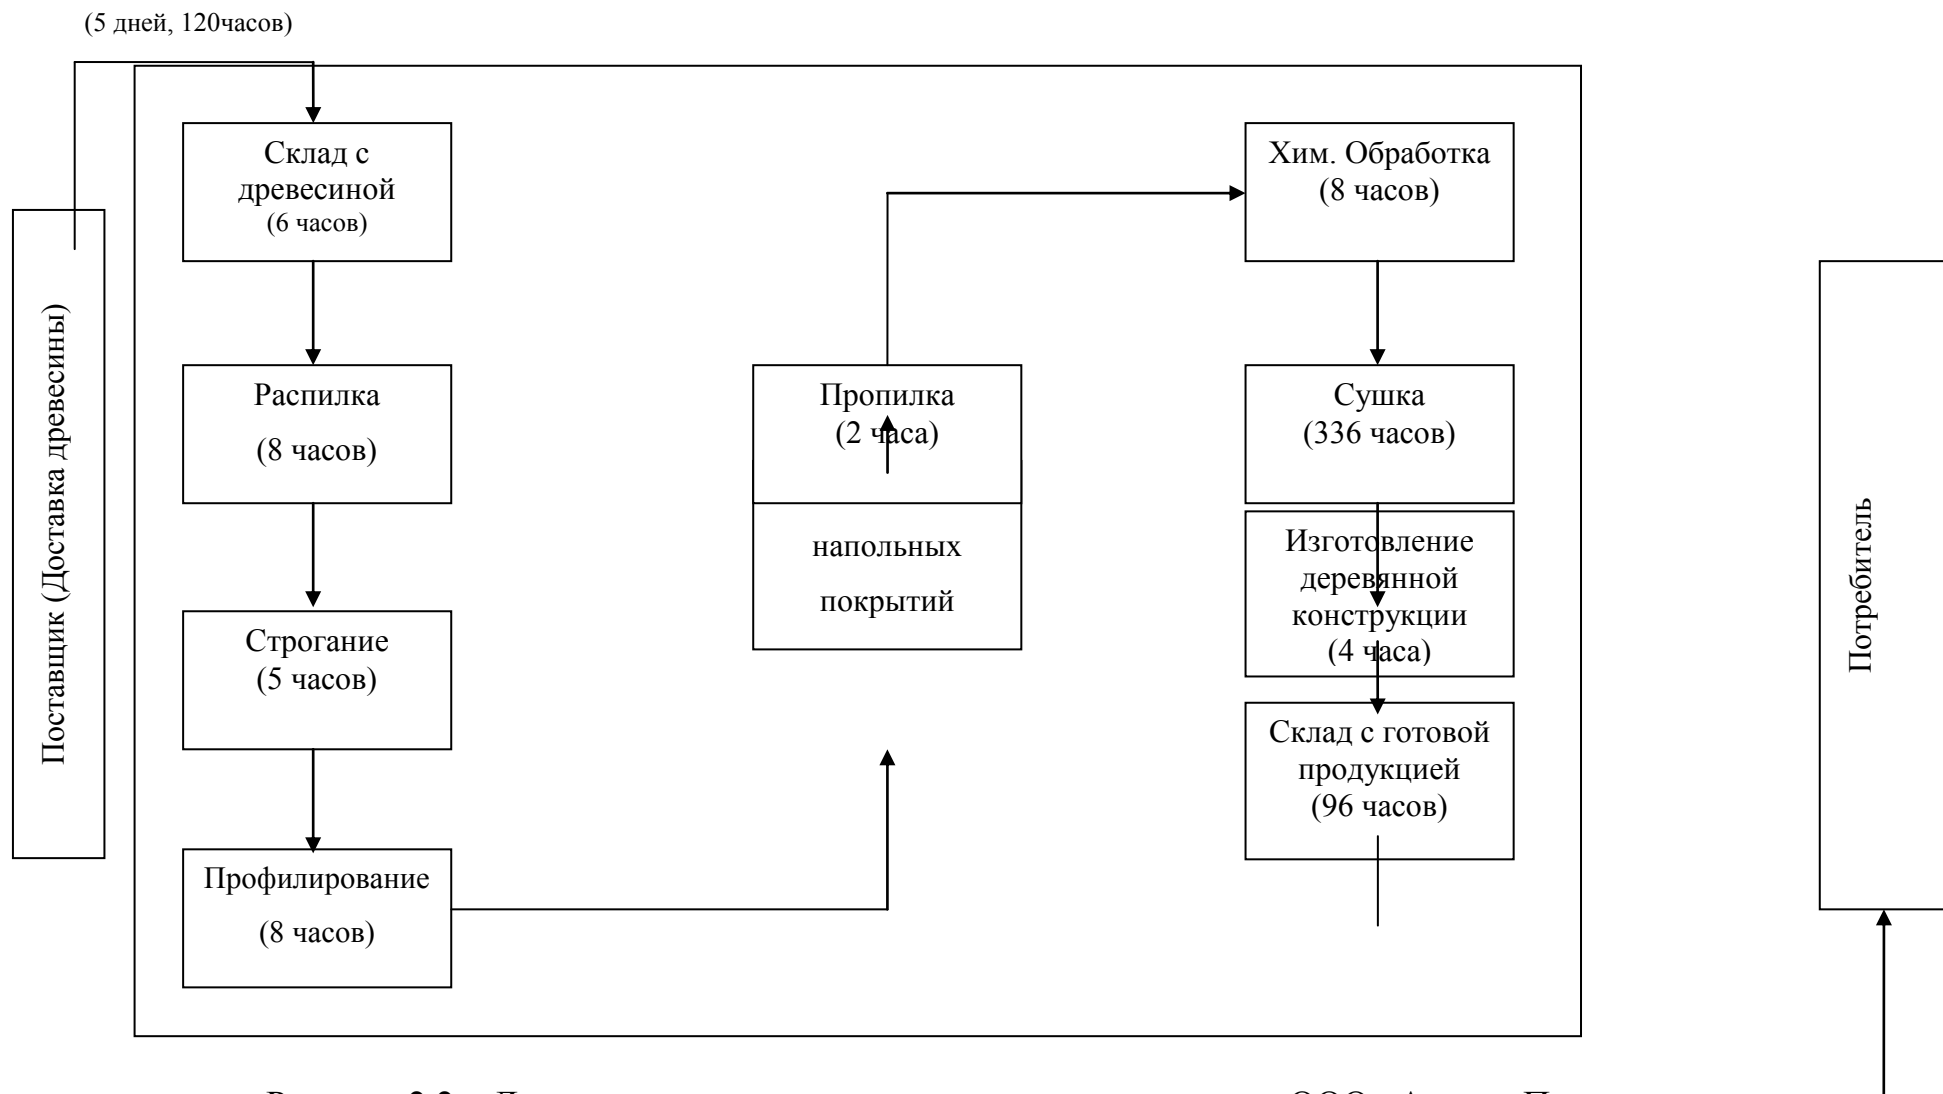 (5 дней, 120часов)
Поставщик (Доставка древесины)
Склад с
древесиной
(6 часов)
Распилка
(8 часов)
Строгание
(5 часов)
Профилирование
(8 часов)
Пропилка
(2 часа)
напольных
покрытий
Хим. Обработка
(8 часов)
Сушка
(336 часов)
Изготовление
деревянной
конструкции
(4 часа)
Склад с готовой
продукцией
(96 часов)
Потребитель